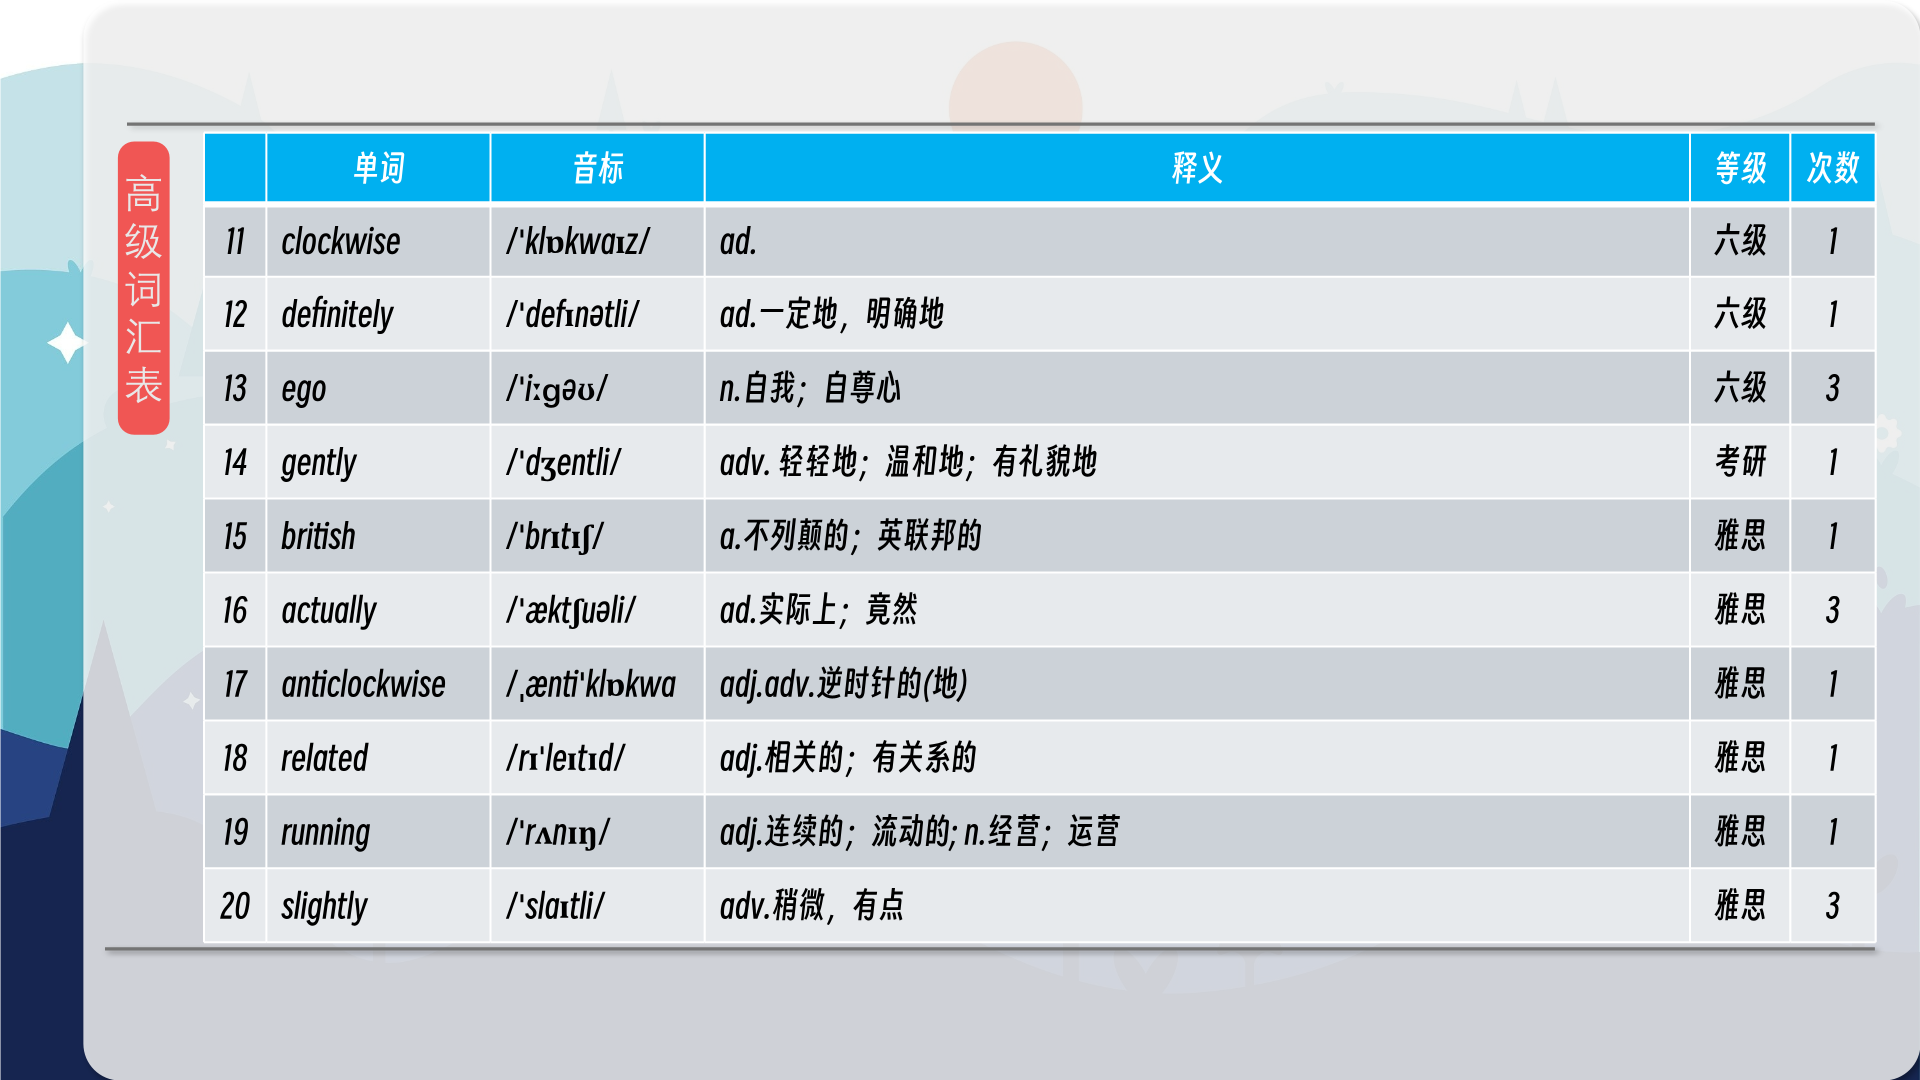 高级词汇表
单词 音标 释义 等级 次数
11 clockwise /ˈklɒkwaɪz/ ad. 六级 1
12 definitely /ˈdefɪnətli/ ad.一定地，明确地 六级 1
13 ego /ˈiːɡəʊ/ n.自我；自尊心 六级 3
14 gently /ˈdʒentli/ adv. 轻轻地；温和地；有礼貌地 考研 1
15 british /ˈbrɪtɪʃ/ a.不列颠的；英联邦的 雅思 1
16 actually /ˈæktʃuəli/ ad.实际上；竟然 雅思 3
17 anticlockwise /ˌæntiˈklɒkwa adj.adv.逆时针的(地) 雅思 1
18 related /rɪˈleɪtɪd/ adj.相关的；有关系的 雅思 1
19 running /ˈrʌnɪŋ/ adj.连续的；流动的; n.经营；运营 雅思 1
20 slightly /ˈslaɪtli/ adv.稍微，有点 雅思 3